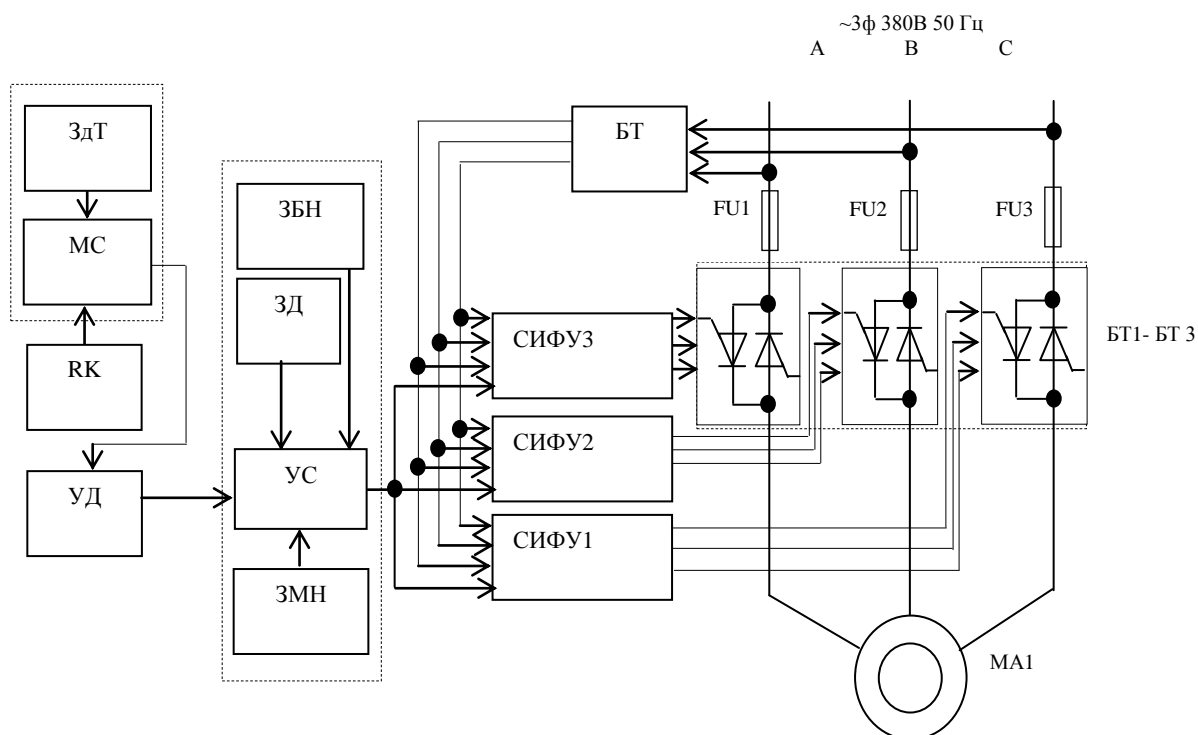 ~3ф 380В 50 Гц
А В С
ЗдТ
БТ
ЗБН
FU1 FU2 FU3
МС
ЗД
СИФУ3
БТ1- БТ 3
RK
СИФУ2
УС
УД
СИФУ1
ЗМН
МА1